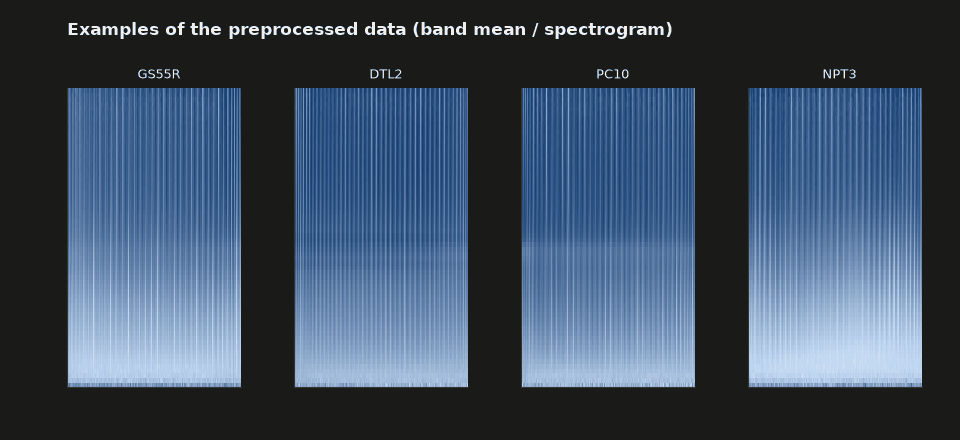 Examples of the preprocessed data (band mean / spectrogram)
GS55R DTL2 PC10 NPT3